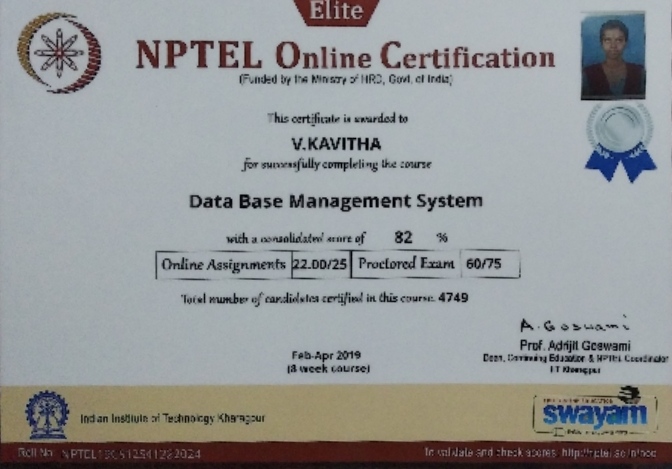 Elite
NPTEL Online Certification
(Funded by the Ministry of HRD, Govt. of India)
This certificate is awarded to
V.KAVITHA
for successfully completing the course
Data Base Management System
with a consolidated score of 82 %
Online Assignments 22.00/25 Proctored Exam 60/75
Total number of candidates certified in this course: 4749
A. Goswami
Prof. Adrijit Goswami
Dean, Continuing Education & NPTEL Coordinator
IIT Kharagpur
Feb-Apr 2019
(8 week course)
Indian Institute of Technology Kharagpur
swayam
Roll No:
To validate and check scores: http://nptel.ac.in/noc